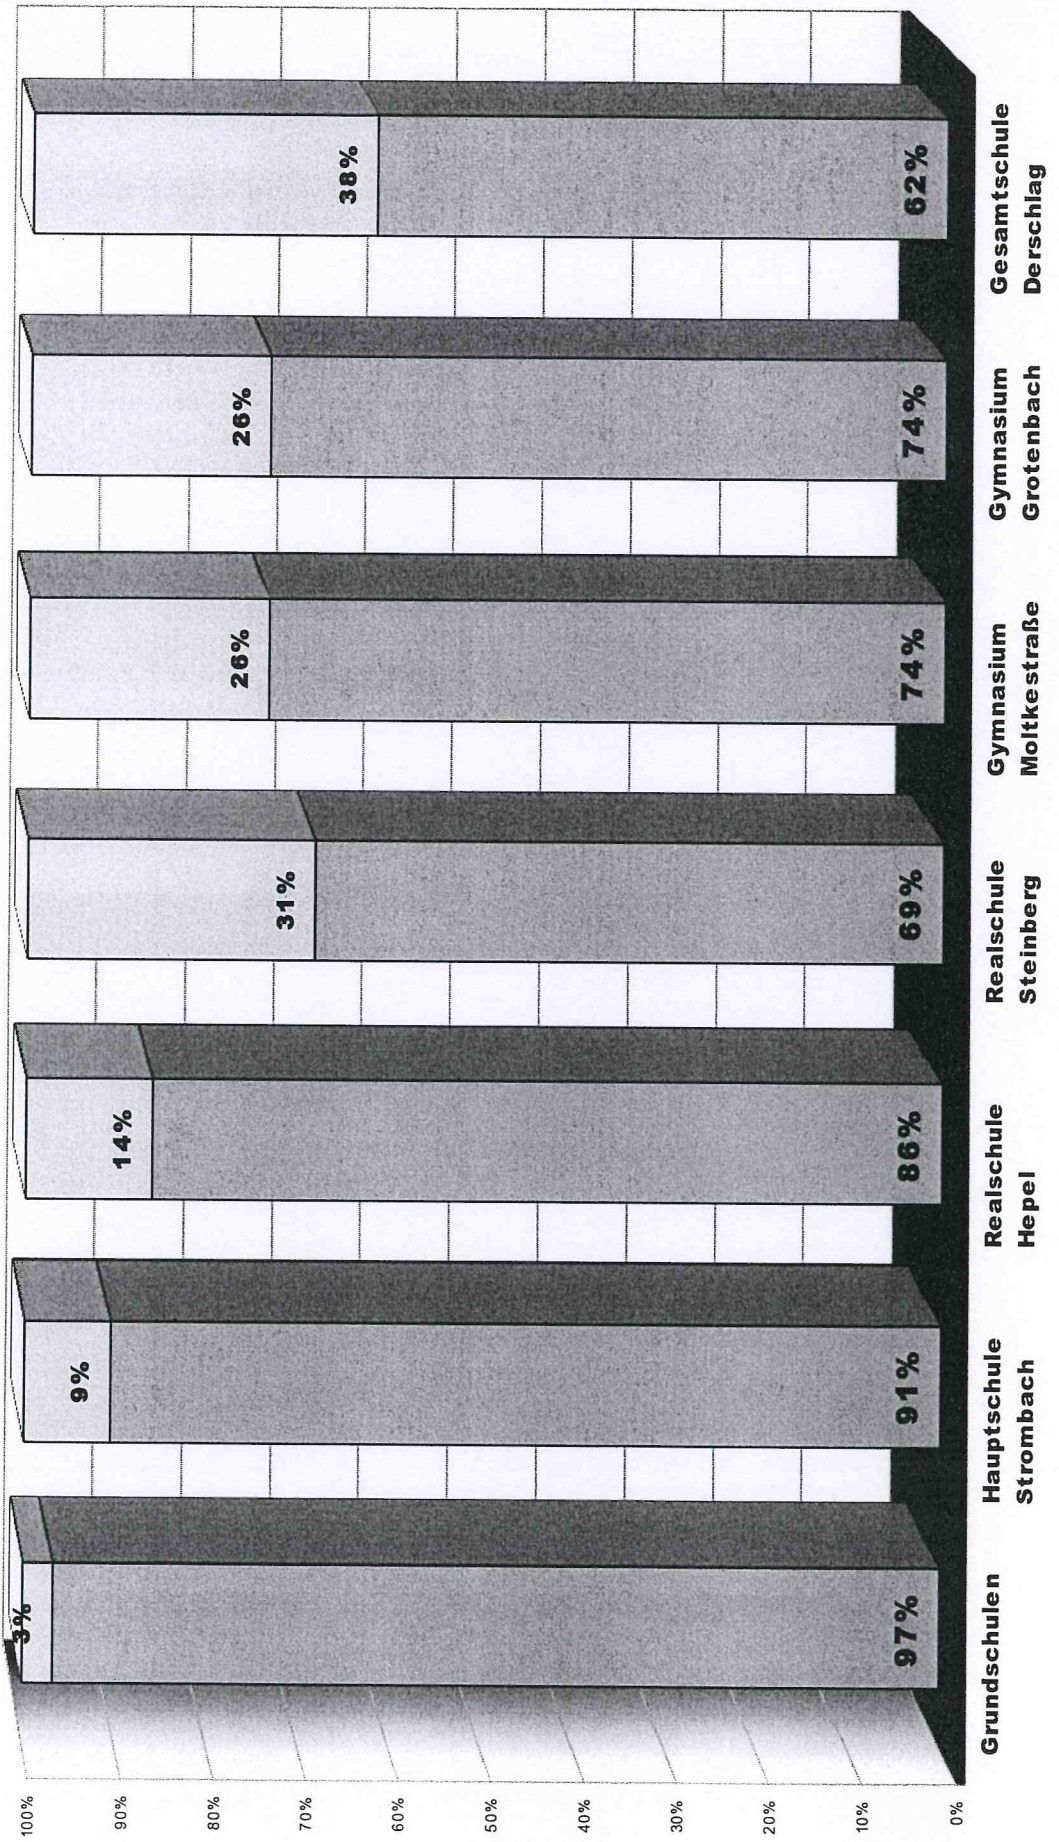 100%
90%
80%
70%
60%
50%
40%
30%
20%
10%
0%
3%
9%
14%
31%
26%
26%
38%
97%
91%
86%
69%
74%
74%
62%
Grundschulen
Hauptschule
Strombach
Realschule
Hepel
Realschule
Steinberg
Gymnasium
Moltkestraße
Gymnasium
Grotenbach
Gesamtschule
Derschlag